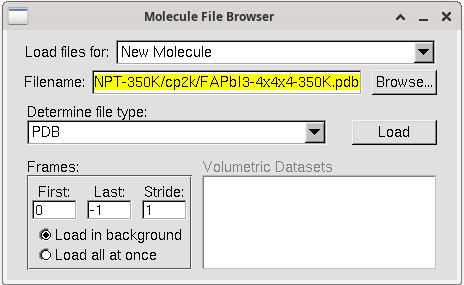 Molecule File Browser
Load files for: New Molecule
Filename: NPT-350K/cp2k/FAPbI3-4x4x4-350K.pdb Browse...
Determine file type:
PDB Load
Frames: Volumetric Datasets
First: Last: Stride:
0 -1 1
Load in background
Load all at once